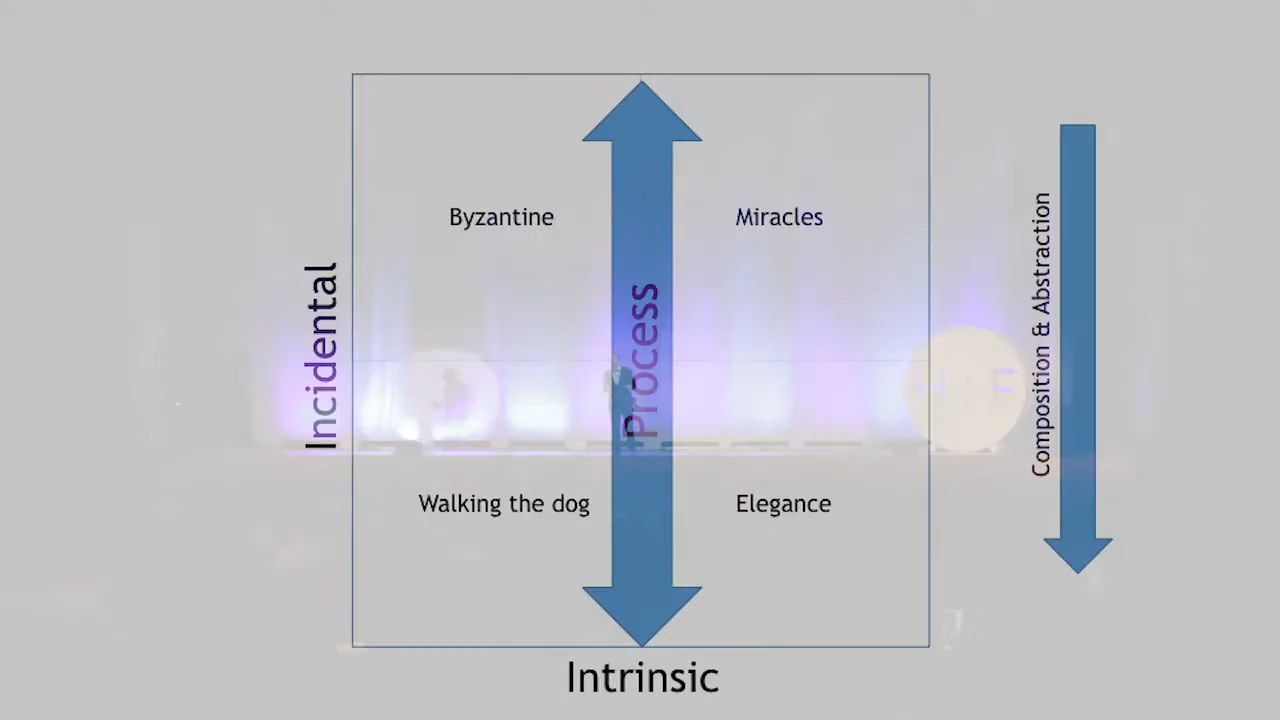 Byzantine
Miracles
Incidental
Process
Composition & Abstraction
Walking the dog
Elegance
Intrinsic